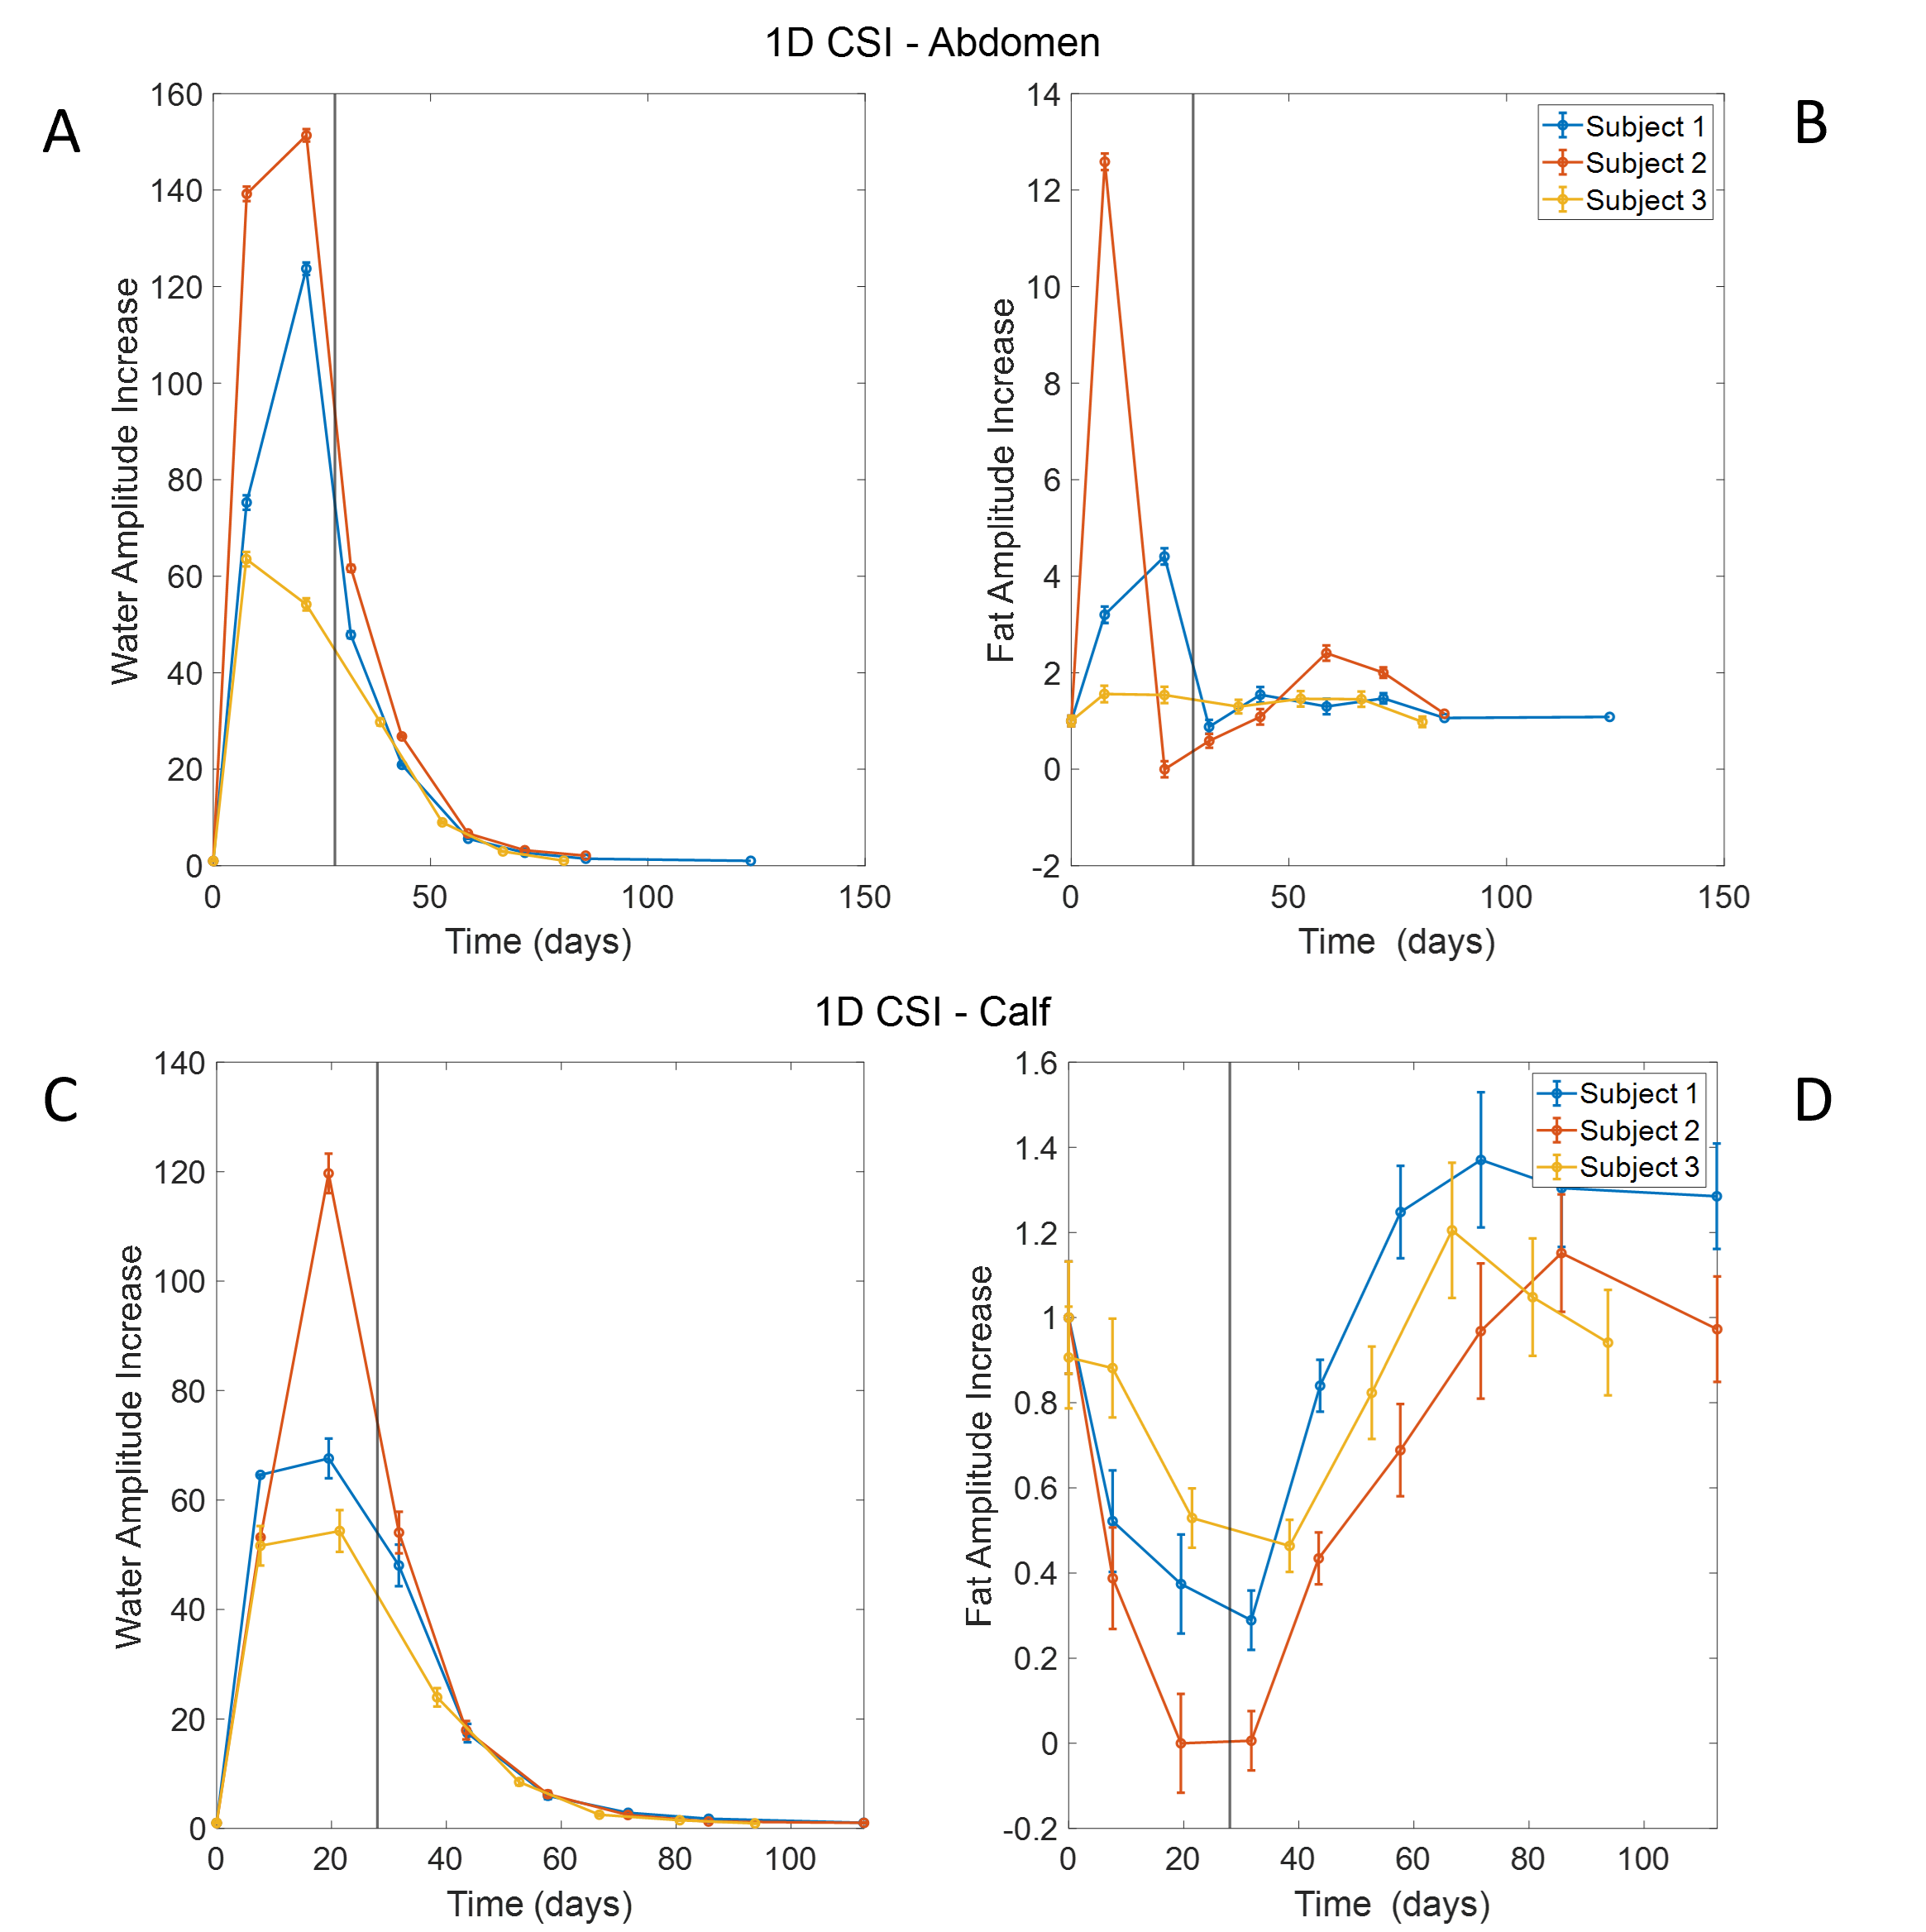 1D CSI - Abdomen
A
160
140
120
100
80
60
40
20
0
Water Amplitude Increase
0 50 100 150
Time (days)
B
14
12
10
8
6
4
2
0
-2
Fat Amplitude Increase
Subject 1
Subject 2
Subject 3
0 50 100 150
Time (days)
1D CSI - Calf
C
140
120
100
80
60
40
20
0
Water Amplitude Increase
0 20 40 60 80 100
Time (days)
D
1.6
1.4
1.2
1
0.8
0.6
0.4
0.2
0
-0.2
Fat Amplitude Increase
Subject 1
Subject 2
Subject 3
0 20 40 60 80 100
Time (days)